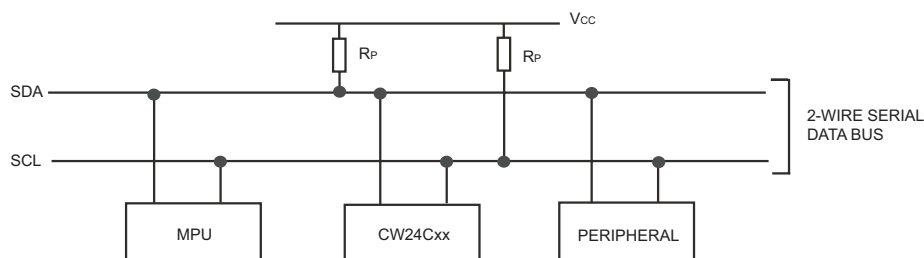 VCC
RP
RP
SDA
2-WIRE SERIAL
DATA BUS
SCL
MPU
CW24Cxx
PERIPHERAL